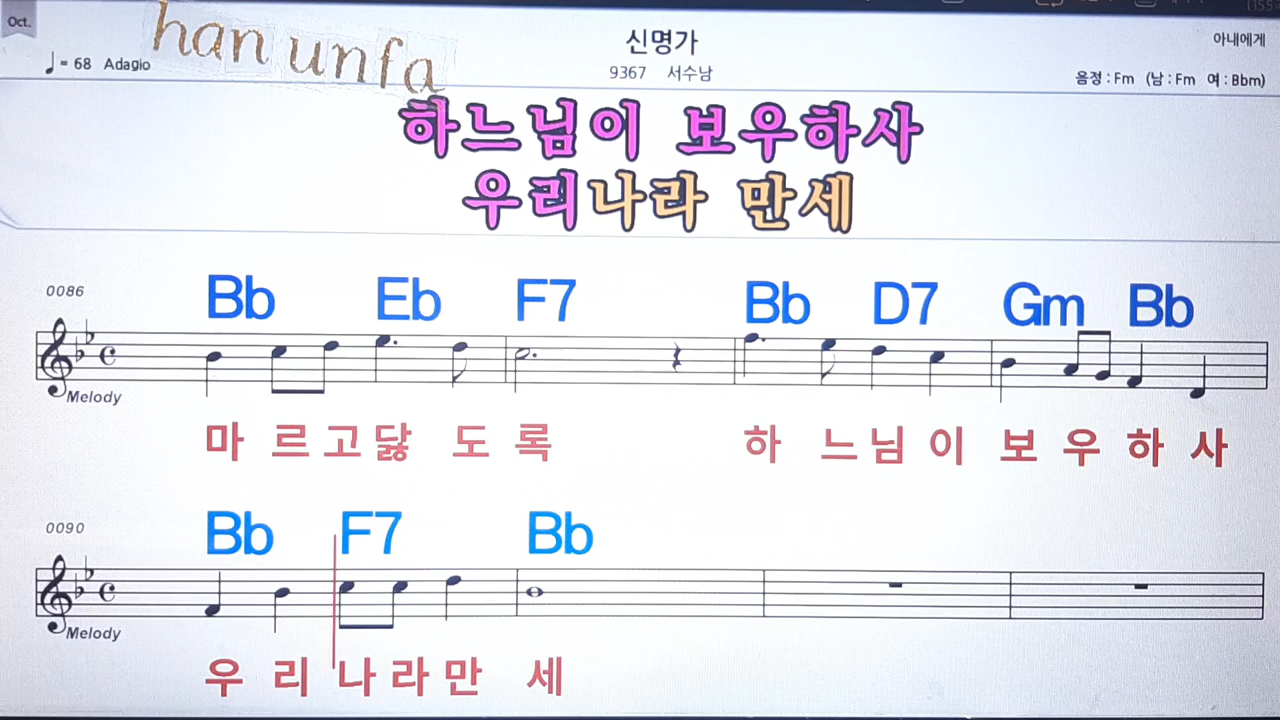 Oct.
han unfa
♩ = 68 Adagio
신명가
9367 서수남
아내에게
음정 : Fm (남 : Fm 여 : Bbm)
하느님이 보우하사
우리나라 만세
0086
Bb Eb F7 Bb D7 Gm Bb
Melody
마 르 고 닳 도 록 하 느 님 이 보 우 하 사
0090
Bb F7 Bb
Melody
우 리 나 라 만 세